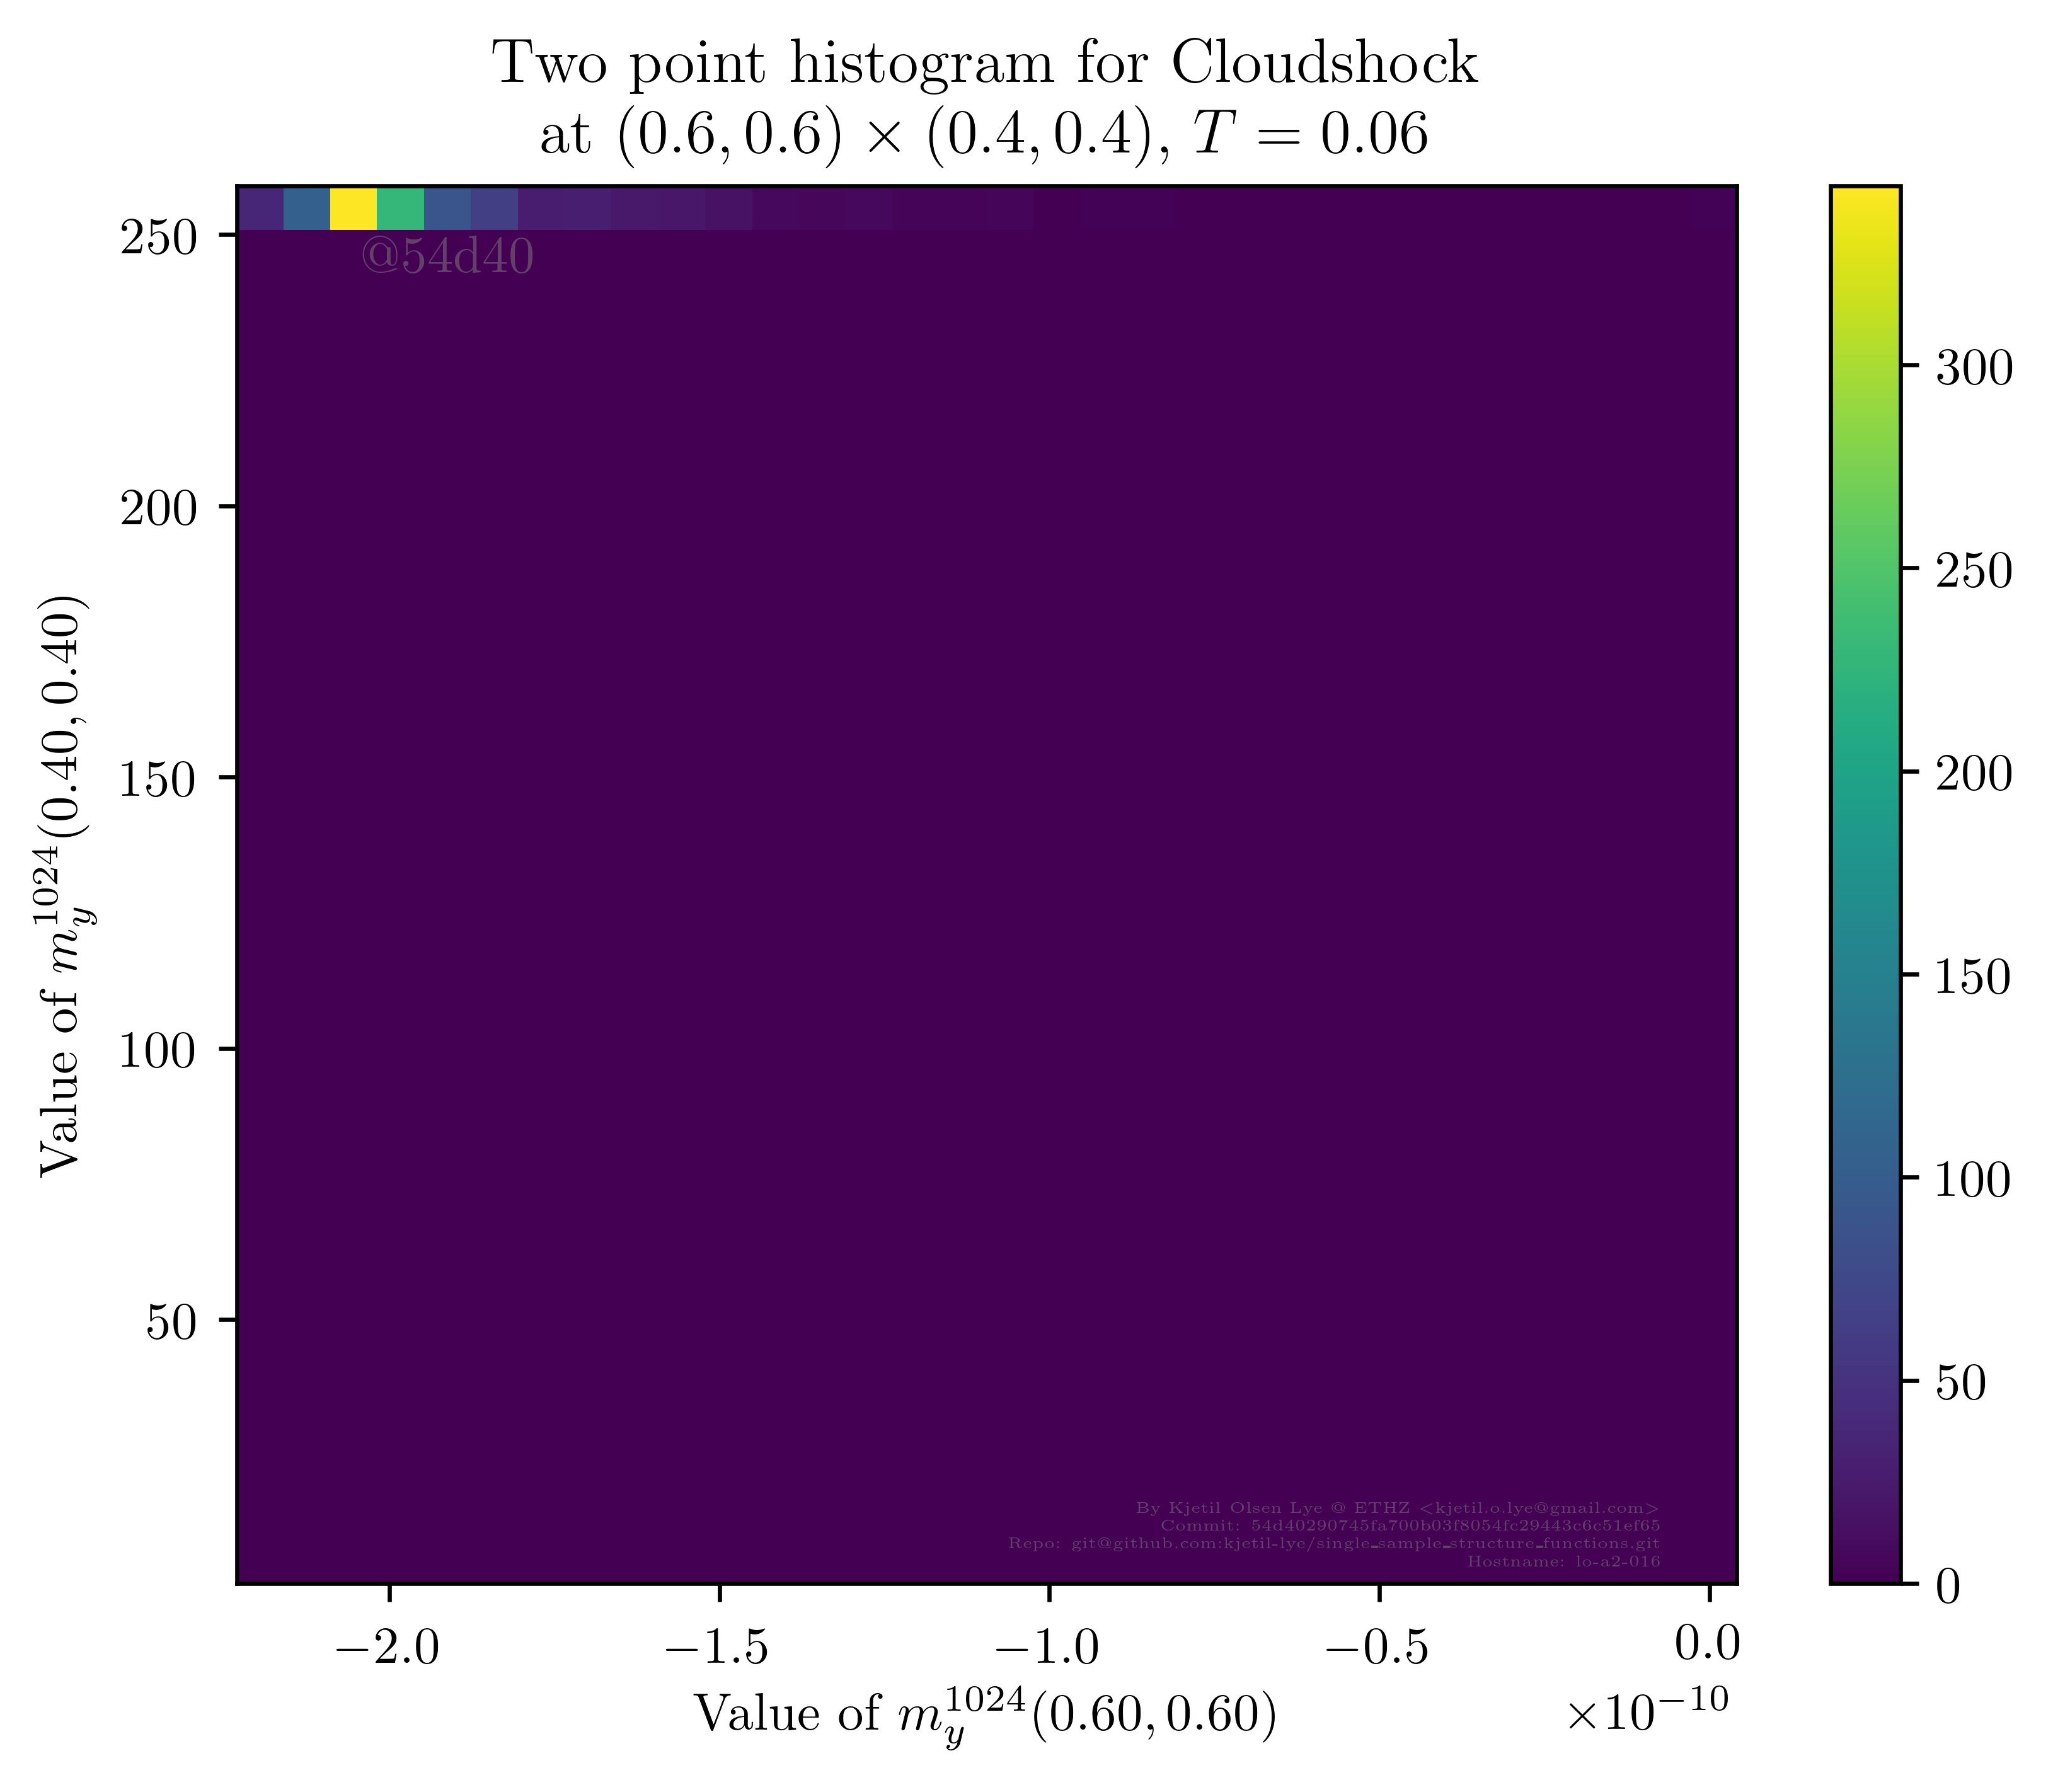 Two point histogram for Cloudshock
at (0.6, 0.6) × (0.4, 0.4), T = 0.06
250
200
150
100
50
Value of m_y^1024(0.40, 0.40)
@54d40
By Kjetil Olsen Lye @ ETHZ <kjetil.o.lye@gmail.com>
Commit: 54d40290745fa700b03f8054fc29443c6c51ef65
Repo: git@github.com:kjetil-lye/single_sample_structure_functions.git
Hostname: lo-a2-016
−2.0 −1.5 −1.0 −0.5 0.0
Value of m_y^1024(0.60, 0.60)
×10^−10
300
250
200
150
100
50
0